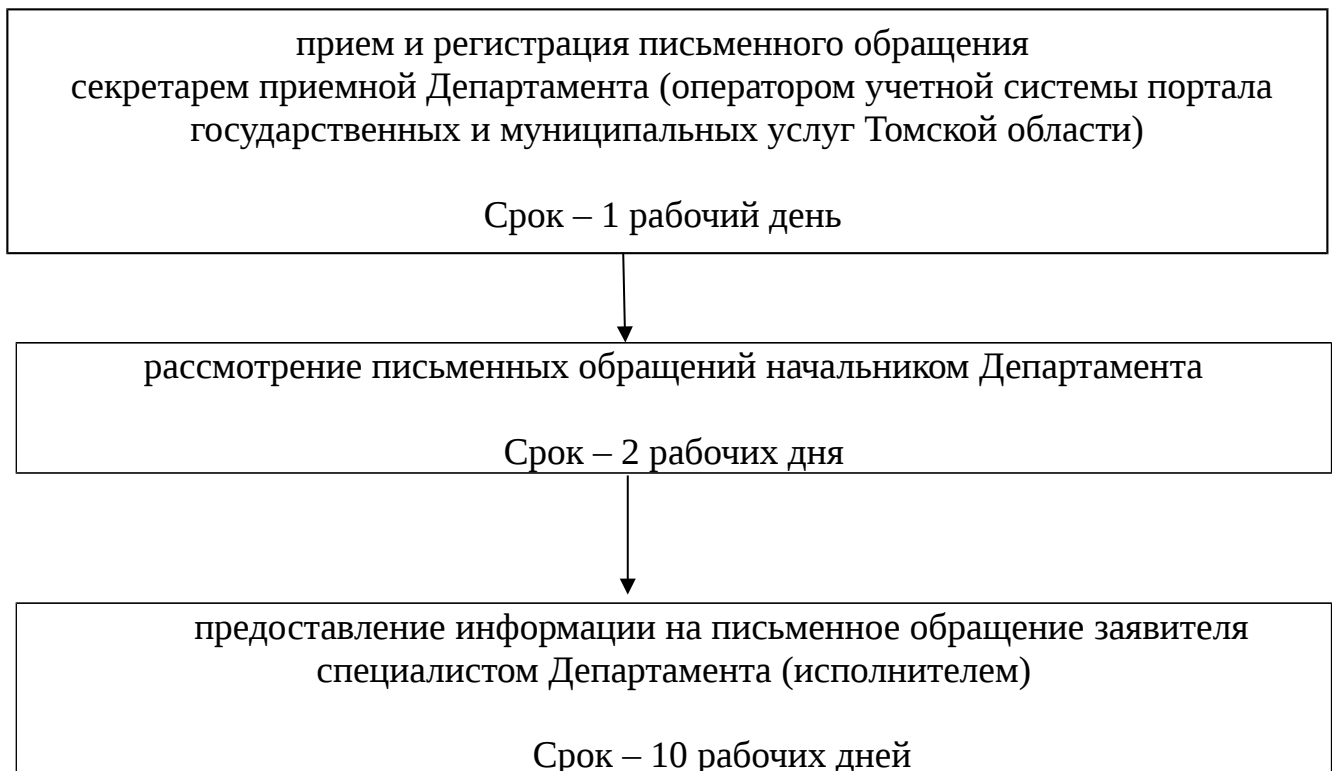 прием и регистрация письменного обращения
секретарем приемной Департамента (оператором учетной системы портала
государственных и муниципальных услуг Томской области)
Срок – 1 рабочий день
рассмотрение письменных обращений начальником Департамента
Срок – 2 рабочих дня
предоставление информации на письменное обращение заявителя
специалистом Департамента (исполнителем)
Срок – 10 рабочих дней